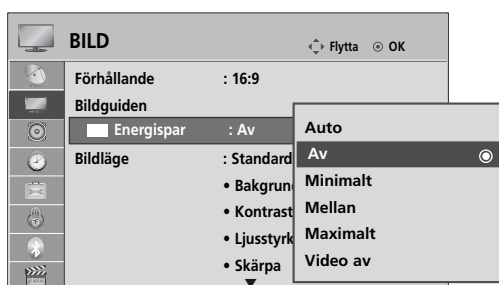 BILD
Flytta OK
Förhållande : 16:9
Bildguiden
Energispar : Av
Bildläge : Standard
• Kontrast
• Skärpa
Auto
Av
Minimalt
Mellan
Maximalt
Video av